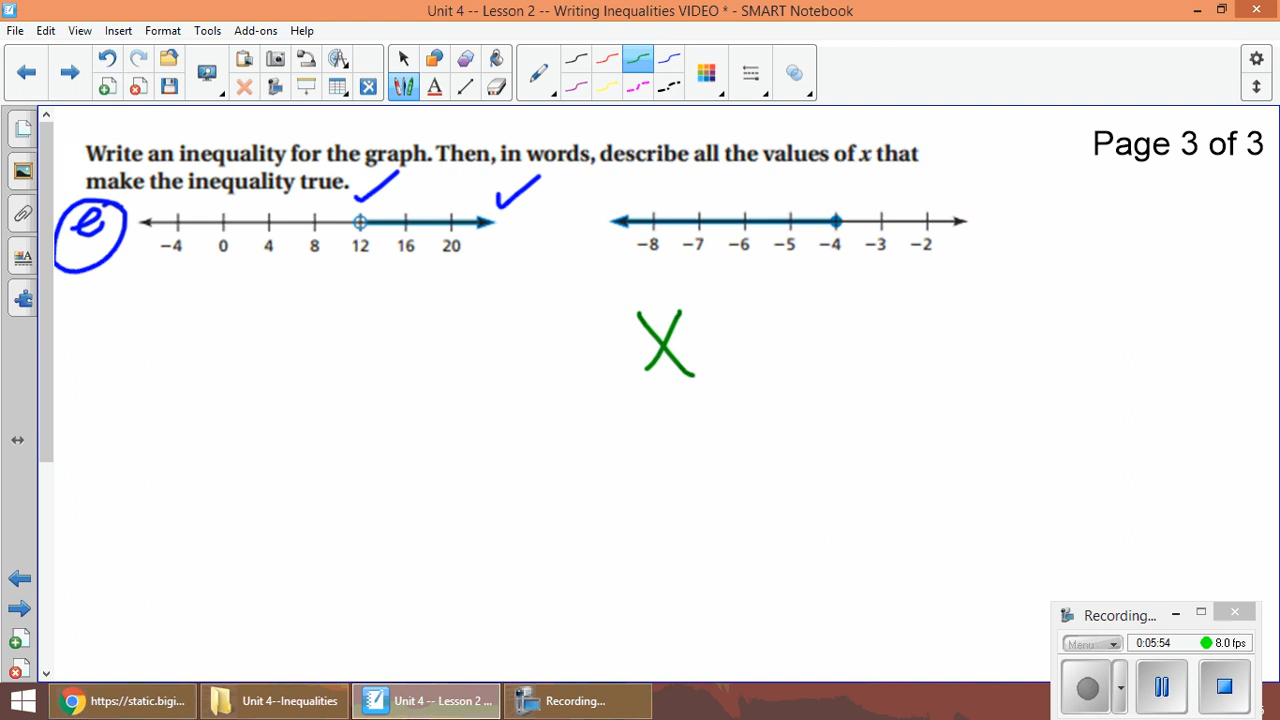 Unit 4 -- Lesson 2 -- Writing Inequalities VIDEO * - SMART Notebook
File Edit View Insert Format Tools Add-ons Help
Page 3 of 3
Write an inequality for the graph. Then, in words, describe all the values of x that
make the inequality true.
e
−4 0 4 8 12 16 20
−8 −7 −6 −5 −4 −3 −2
X
Recording...
Menu 0:05:54 8.0 fps
https://static.bigi... Unit 4--Inequalities Unit 4 -- Lesson 2 ... Recording...